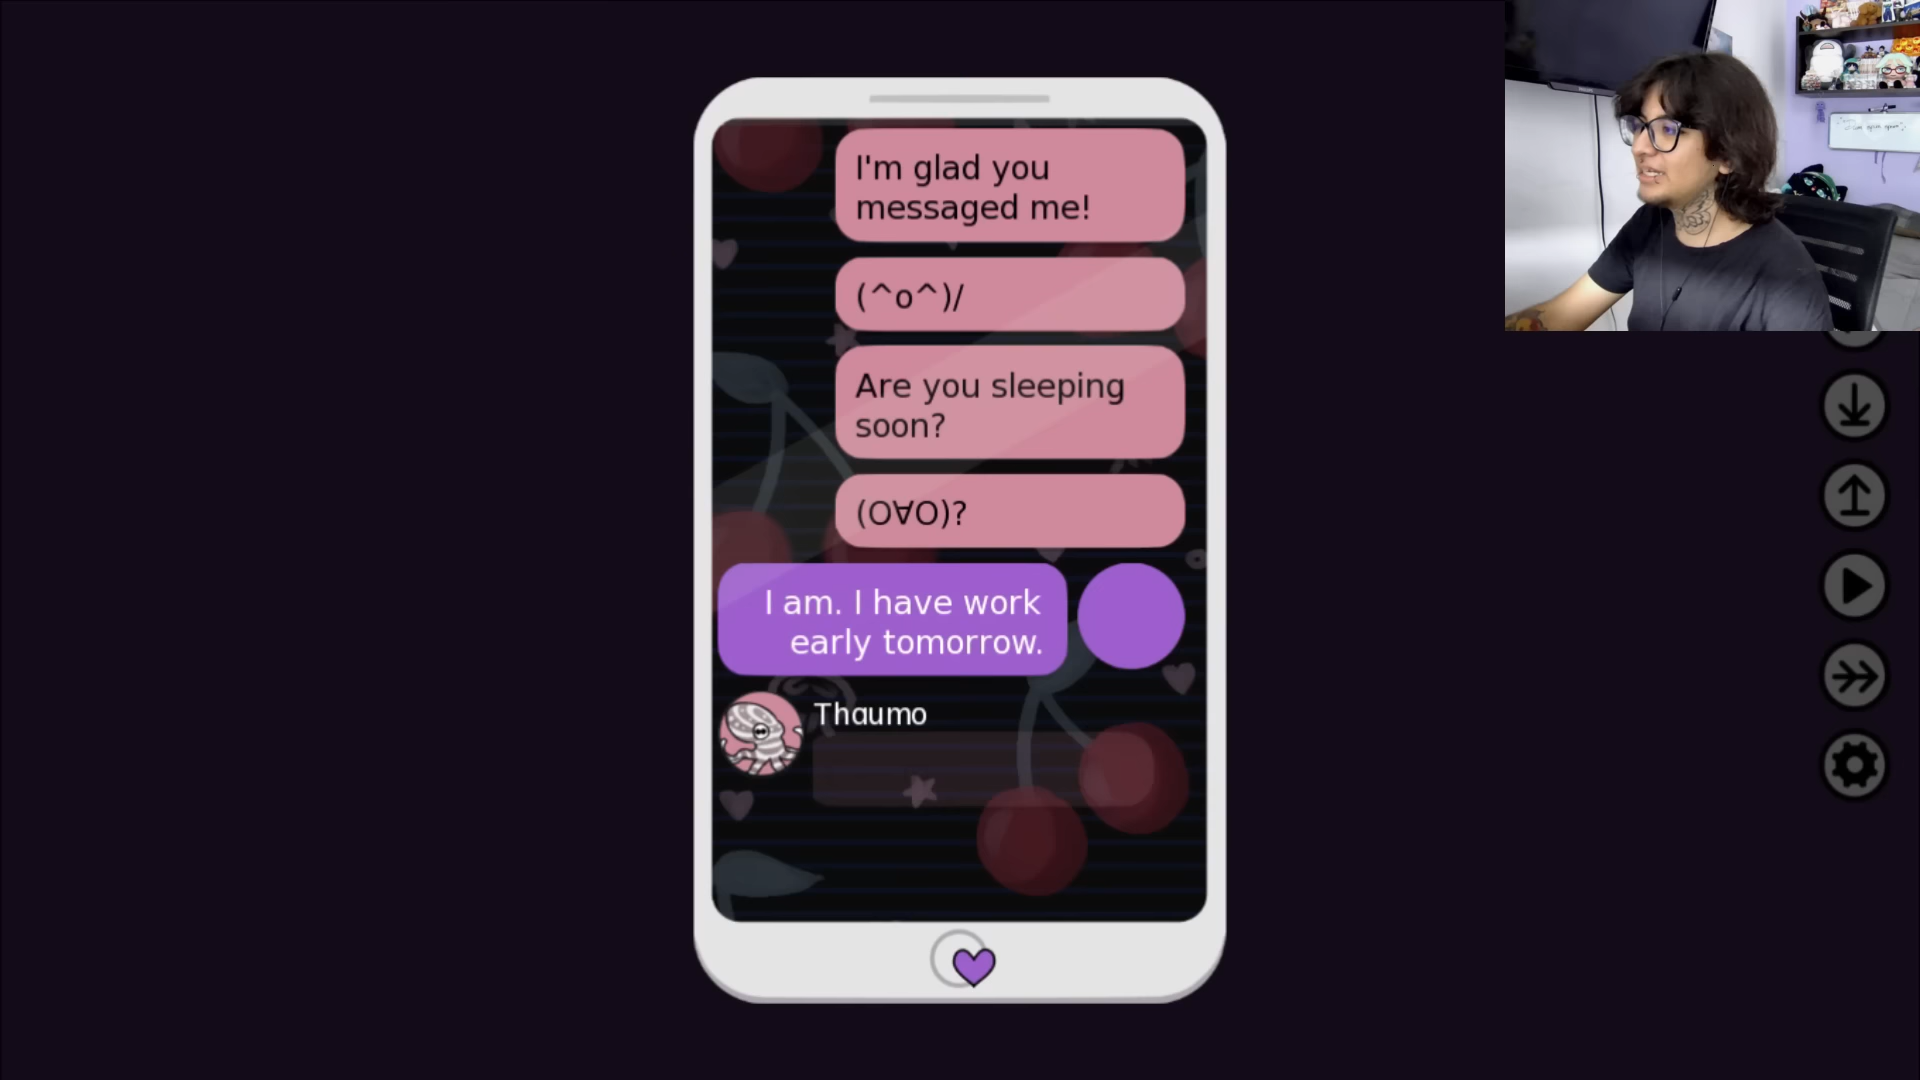 I'm glad you
messaged me!
(^o^)/
Are you sleeping
soon?
(O∀O)?
I am. I have work
early tomorrow.
Thaumo